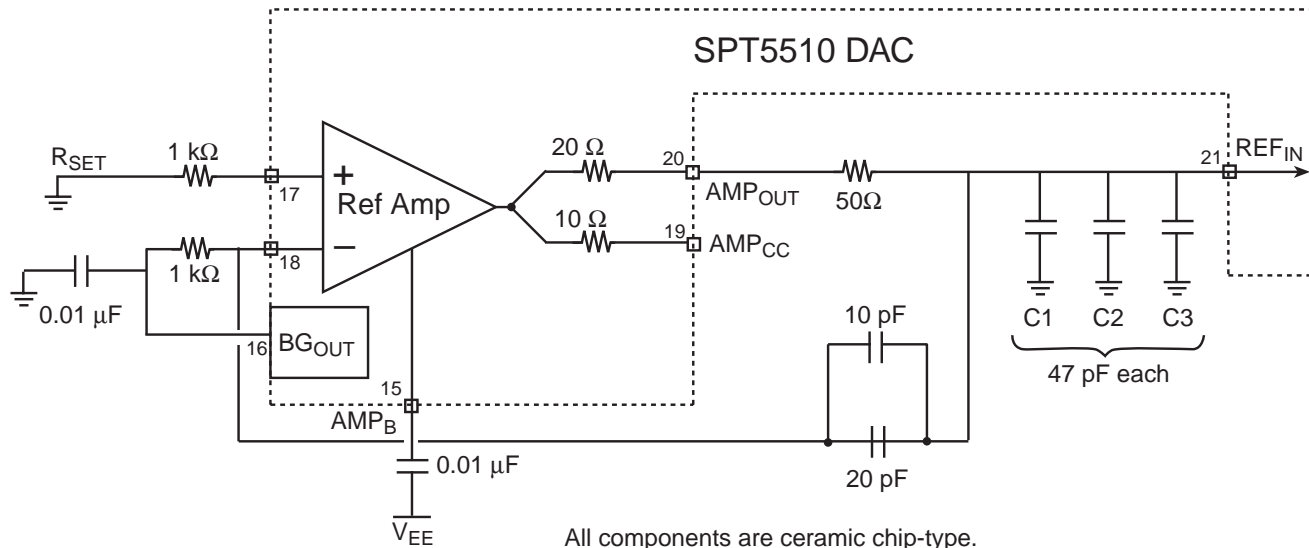 SPT5510 DAC
R_SET
1 kΩ
17
+
Ref Amp
−
20 Ω
20
AMP_OUT
50Ω
21
REF_IN
10 Ω
19
AMP_CC
1 kΩ
18
0.01 µF
16
BG_OUT
15
AMP_B
0.01 µF
V_EE
10 pF
20 pF
C1
C2
C3
47 pF each
All components are ceramic chip-type.